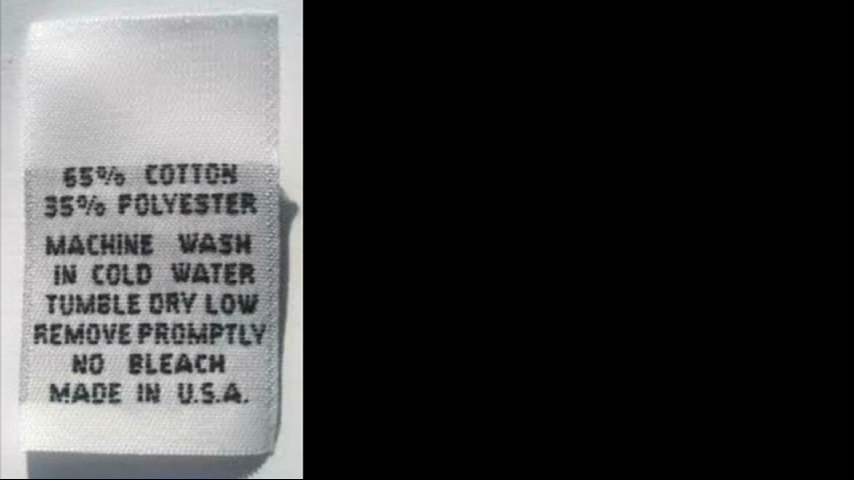 65% COTTON
35% POLYESTER
MACHINE WASH
IN COLD WATER
TUMBLE DRY LOW
REMOVE PROMPTLY
NO BLEACH
MADE IN U.S.A.